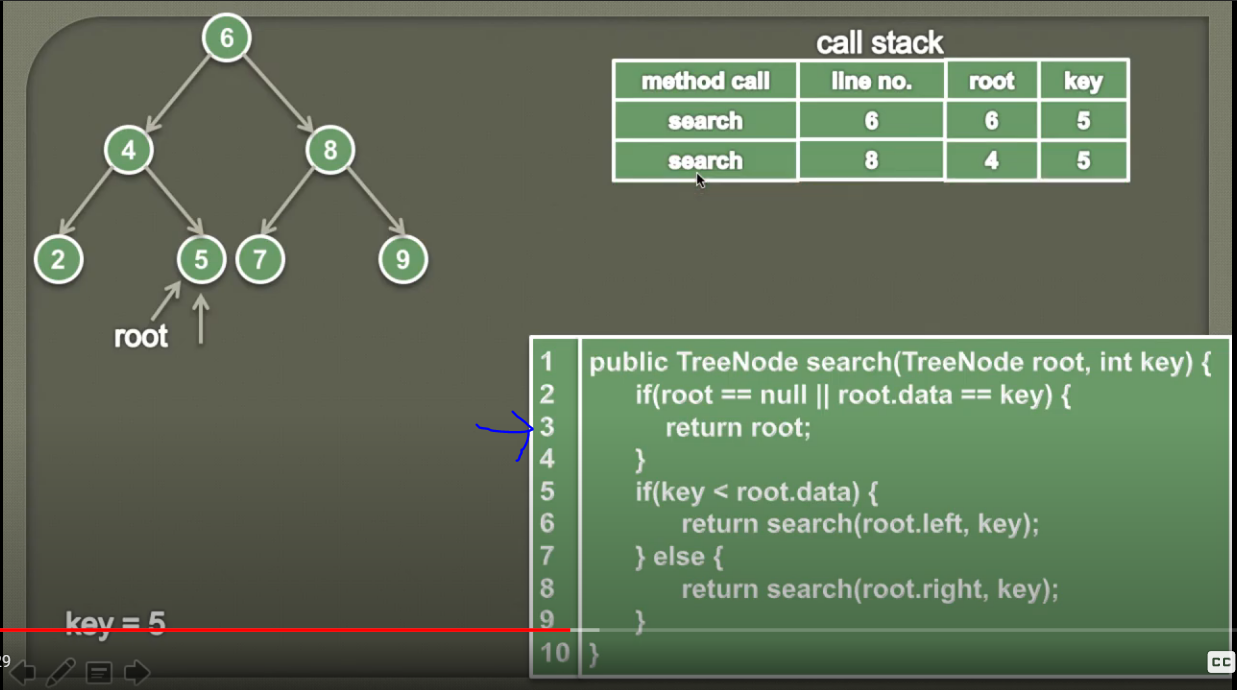 6
call stack
method call line no. root key
search 6 6 5
search 8 4 5
4 8
2 5 7 9
root
1 public TreeNode search(TreeNode root, int key) {
2 if(root == null || root.data == key) {
3 return root;
4 }
5 if(key < root.data) {
6 return search(root.left, key);
7 } else {
8 return search(root.right, key);
9 }
10 }
key = 5
29
CC